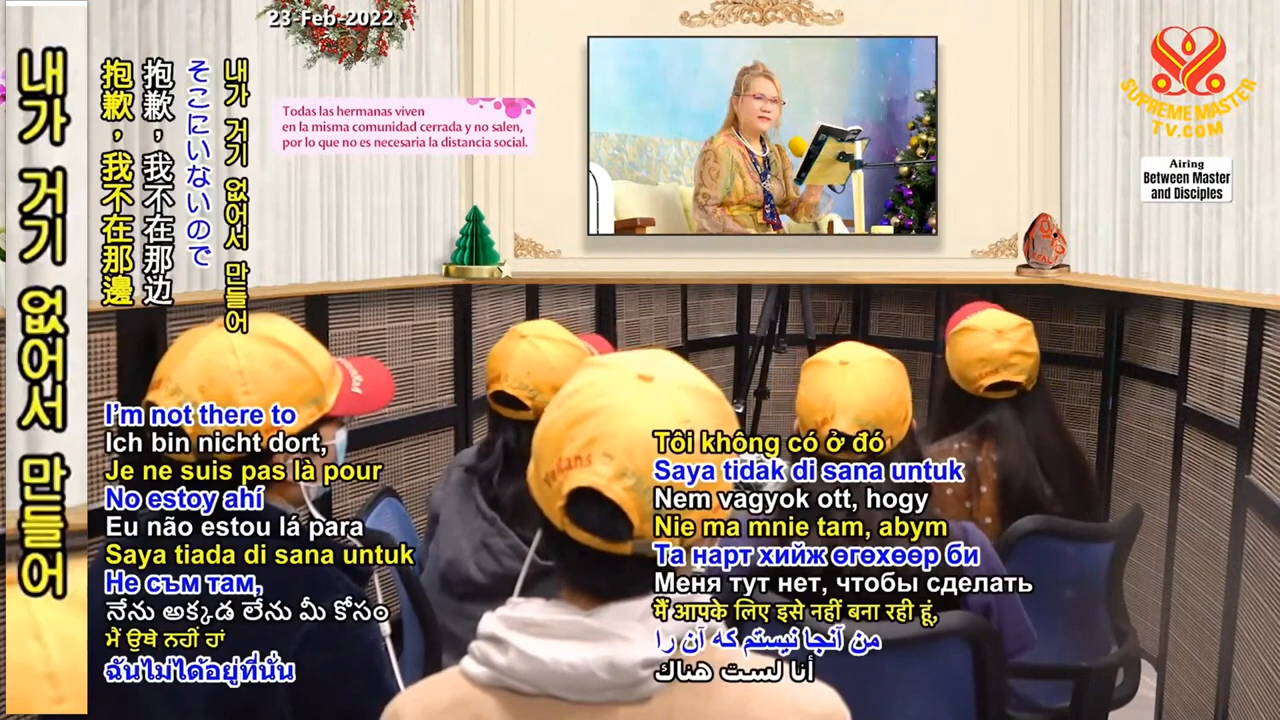 23-Feb-2022
Todas las hermanas viven
en la misma comunidad cerrada y no salen,
por lo que no es necesaria la distancia social.
SUPREME MASTER
TV.COM
Airing
Between Master
and Disciples
내가 거기 없어서 만들어
抱歉，我不在那邊
抱歉，我不在那边
そこにいないので
내가 거기 없어서 만들어
I'm not there to
Ich bin nicht dort,
Je ne suis pas là pour
No estoy ahí
Eu não estou lá para
Saya tiada di sana untuk
Не съм там,
నేను అక్కడ లేను మీ కోసం
ਮੈਂ ਉਥੇ ਨਹੀਂ ਹਾਂ
ฉันไม่ได้อยู่ที่นั่น
Tôi không có ở đó
Saya tidak di sana untuk
Nem vagyok ott, hogy
Nie ma mnie tam, abym
Та нарт хийж өгөхөөр би
Меня тут нет, чтобы сделать
मैं आपके लिए इसे नहीं बना रही हूं,
من آنجا نیستم که آن را
أنا لست هناك